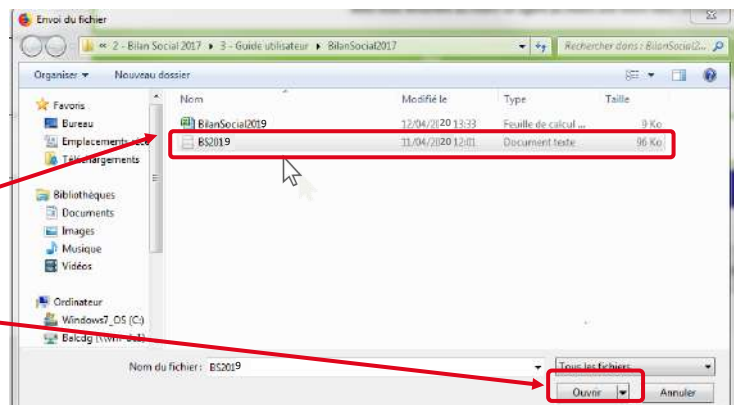 Envoi du fichier
« 2 - Bilan Social 2017 ▸ 3 - Guide utilisateur ▸ BilanSocial2017
Rechercher dans : BilanSocial2...
Organiser Nouveau dossier
Nom Modifié le Type Taille
Favoris
Bureau
Emplacements
Téléchargements
BilanSocial2019 12/04/2020 13:33 Feuille de calcul ... 9 Ko
BS2019 11/04/2020 12:01 Document texte 96 Ko
Bibliothèques
Documents
Images
Musique
Vidéos
Ordinateur
Windows7_OS (C:)
Balcdg
Nom du fichier : BS2019
Tous les fichiers
Ouvrir Annuler